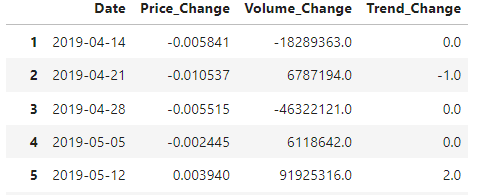 Date Price_Change Volume_Change Trend_Change
1 2019-04-14 -0.005841 -18289363.0 0.0
2 2019-04-21 -0.010537 6787194.0 -1.0
3 2019-04-28 -0.005515 -46322121.0 0.0
4 2019-05-05 -0.002445 6118642.0 0.0
5 2019-05-12 0.003940 91925316.0 2.0